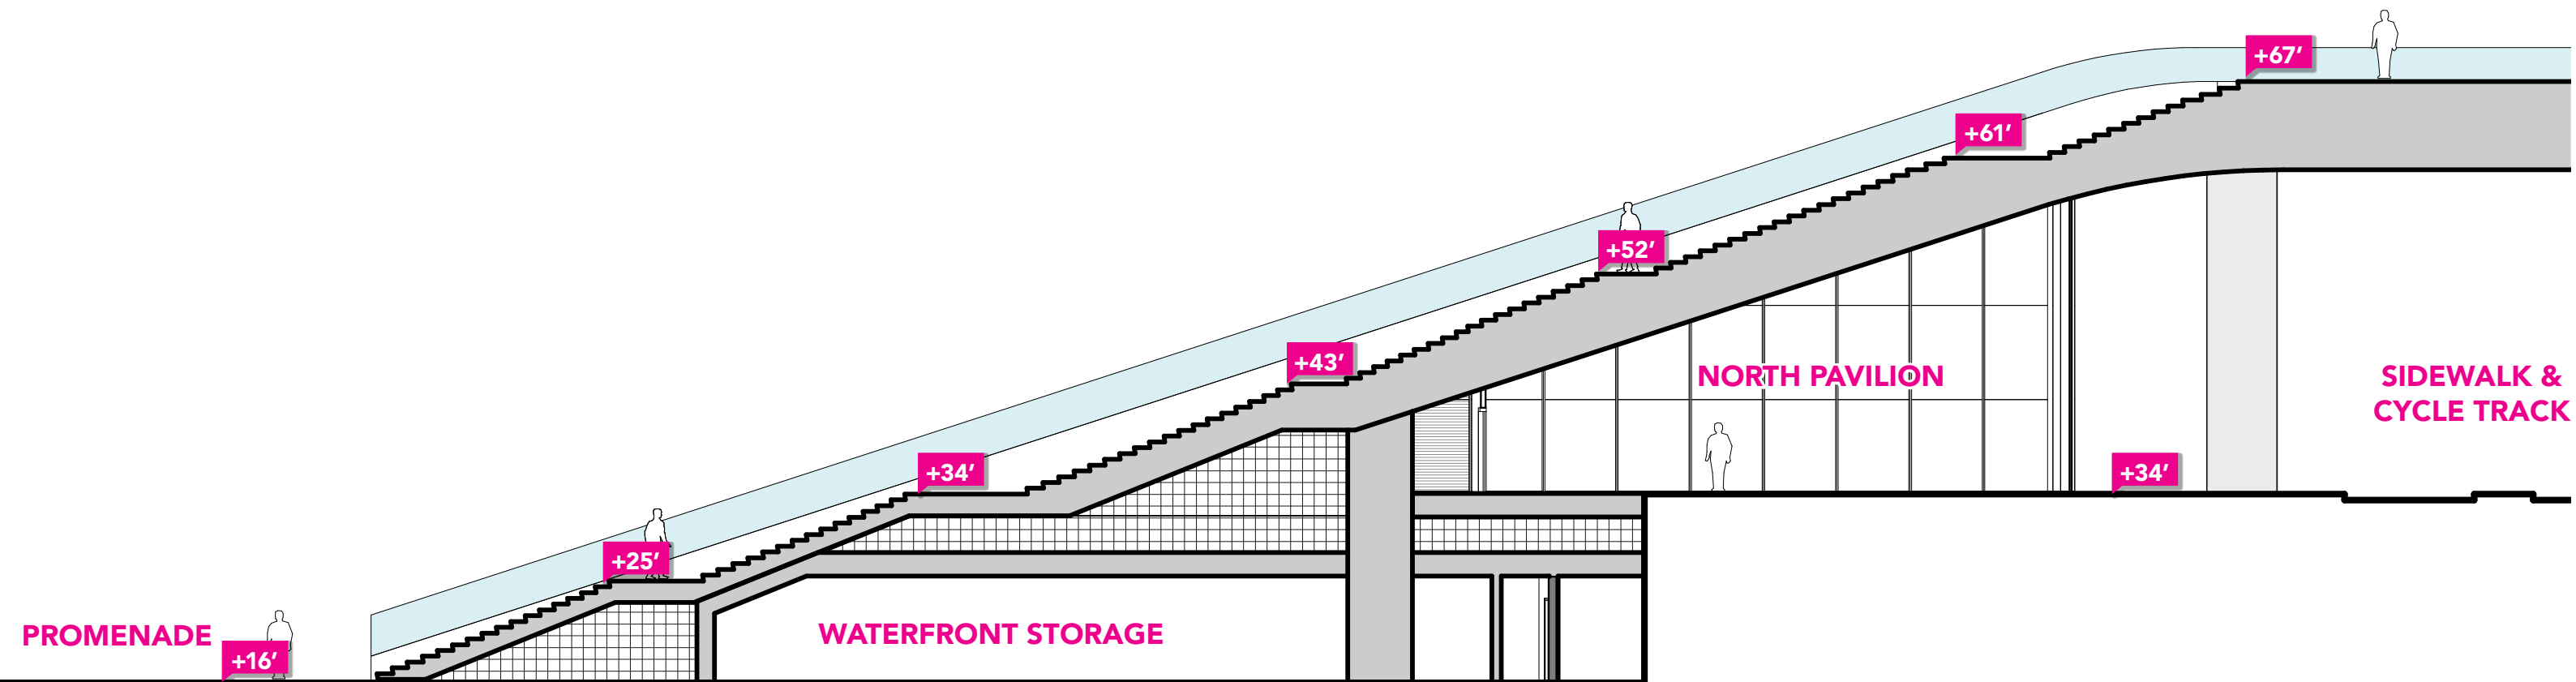 +67’
+61’
+52’
+43’
NORTH PAVILION
SIDEWALK &
CYCLE TRACK
+34’
+34’
+25’
PROMENADE
WATERFRONT STORAGE
+16’